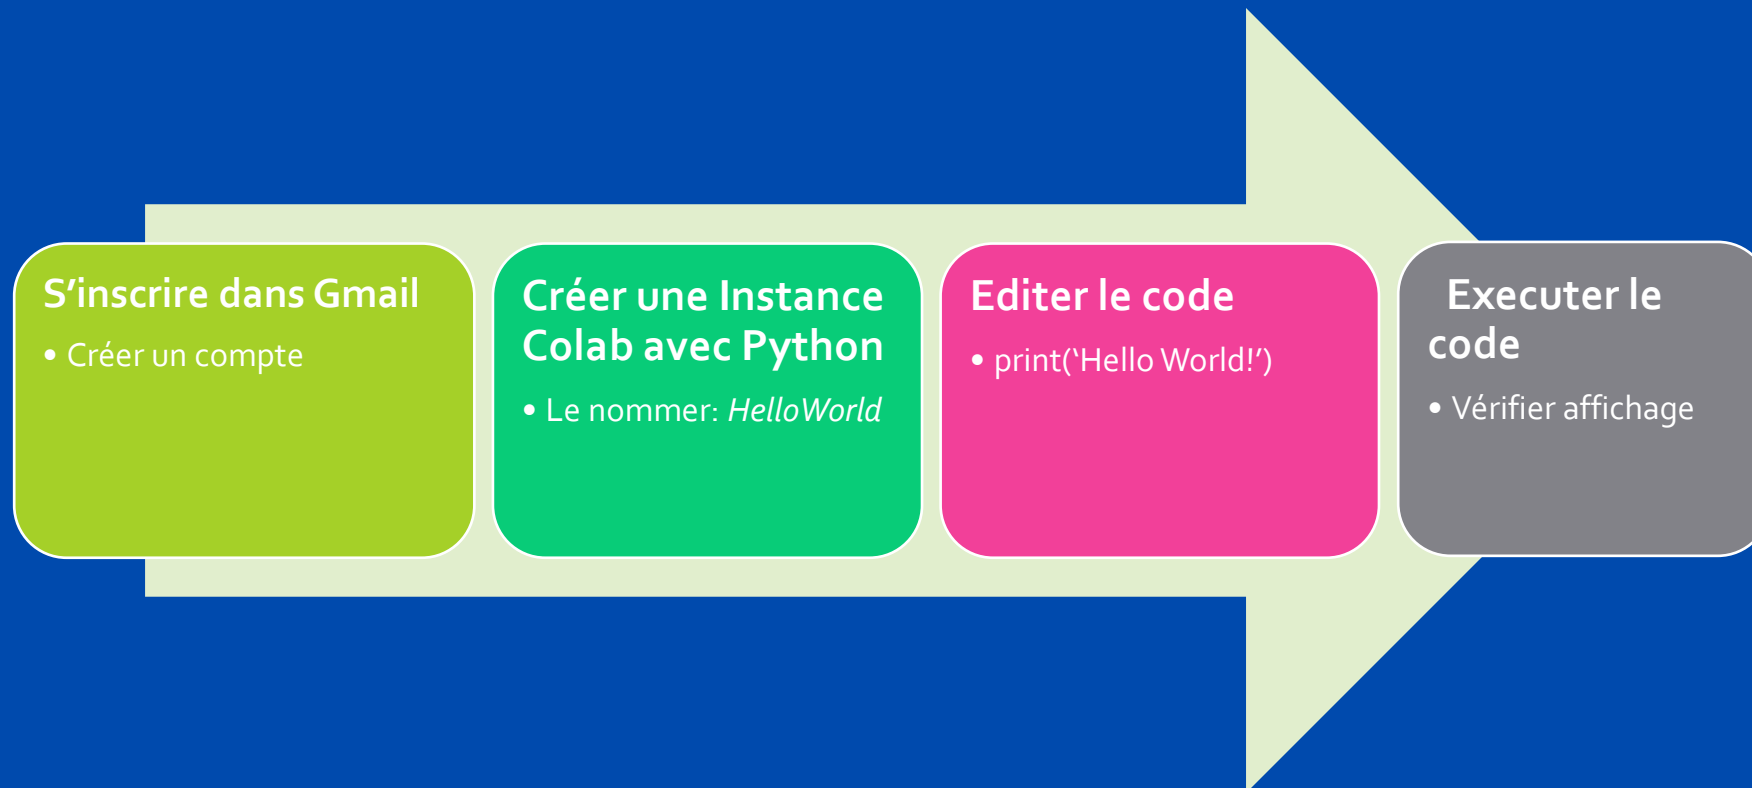 S’inscrire dans Gmail
• Créer un compte
Créer une Instance
Colab avec Python
• Le nommer: HelloWorld
Editer le code
• print(‘Hello World!’)
Executer le
code
• Vérifier affichage